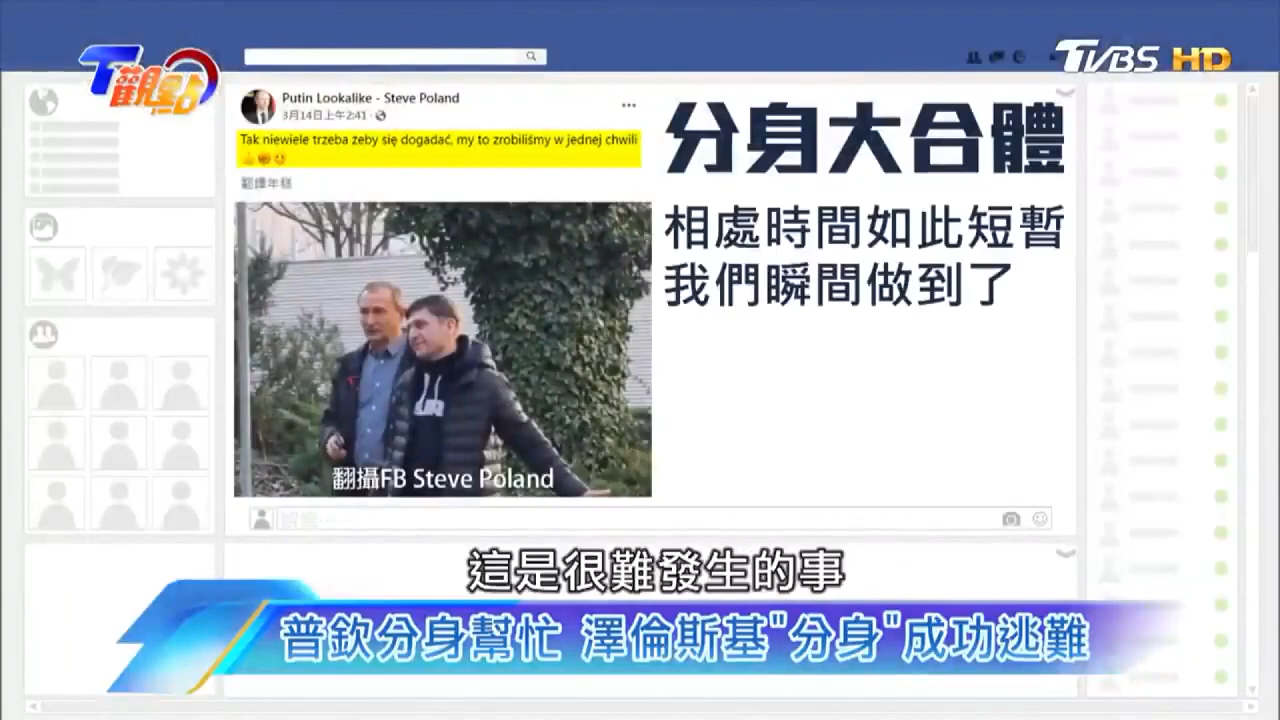 T觀點
TVBS HD
Putin Lookalike - Steve Poland
3月14日上午2:41
Tak niewiele trzeba żeby się dogadać, my to zrobiliśmy w jednej chwili
翻譯年糕
分身大合體
相處時間如此短暫
我們瞬間做到了
翻攝FB Steve Poland
這是很難發生的事
普欽分身幫忙 澤倫斯基"分身"成功逃難